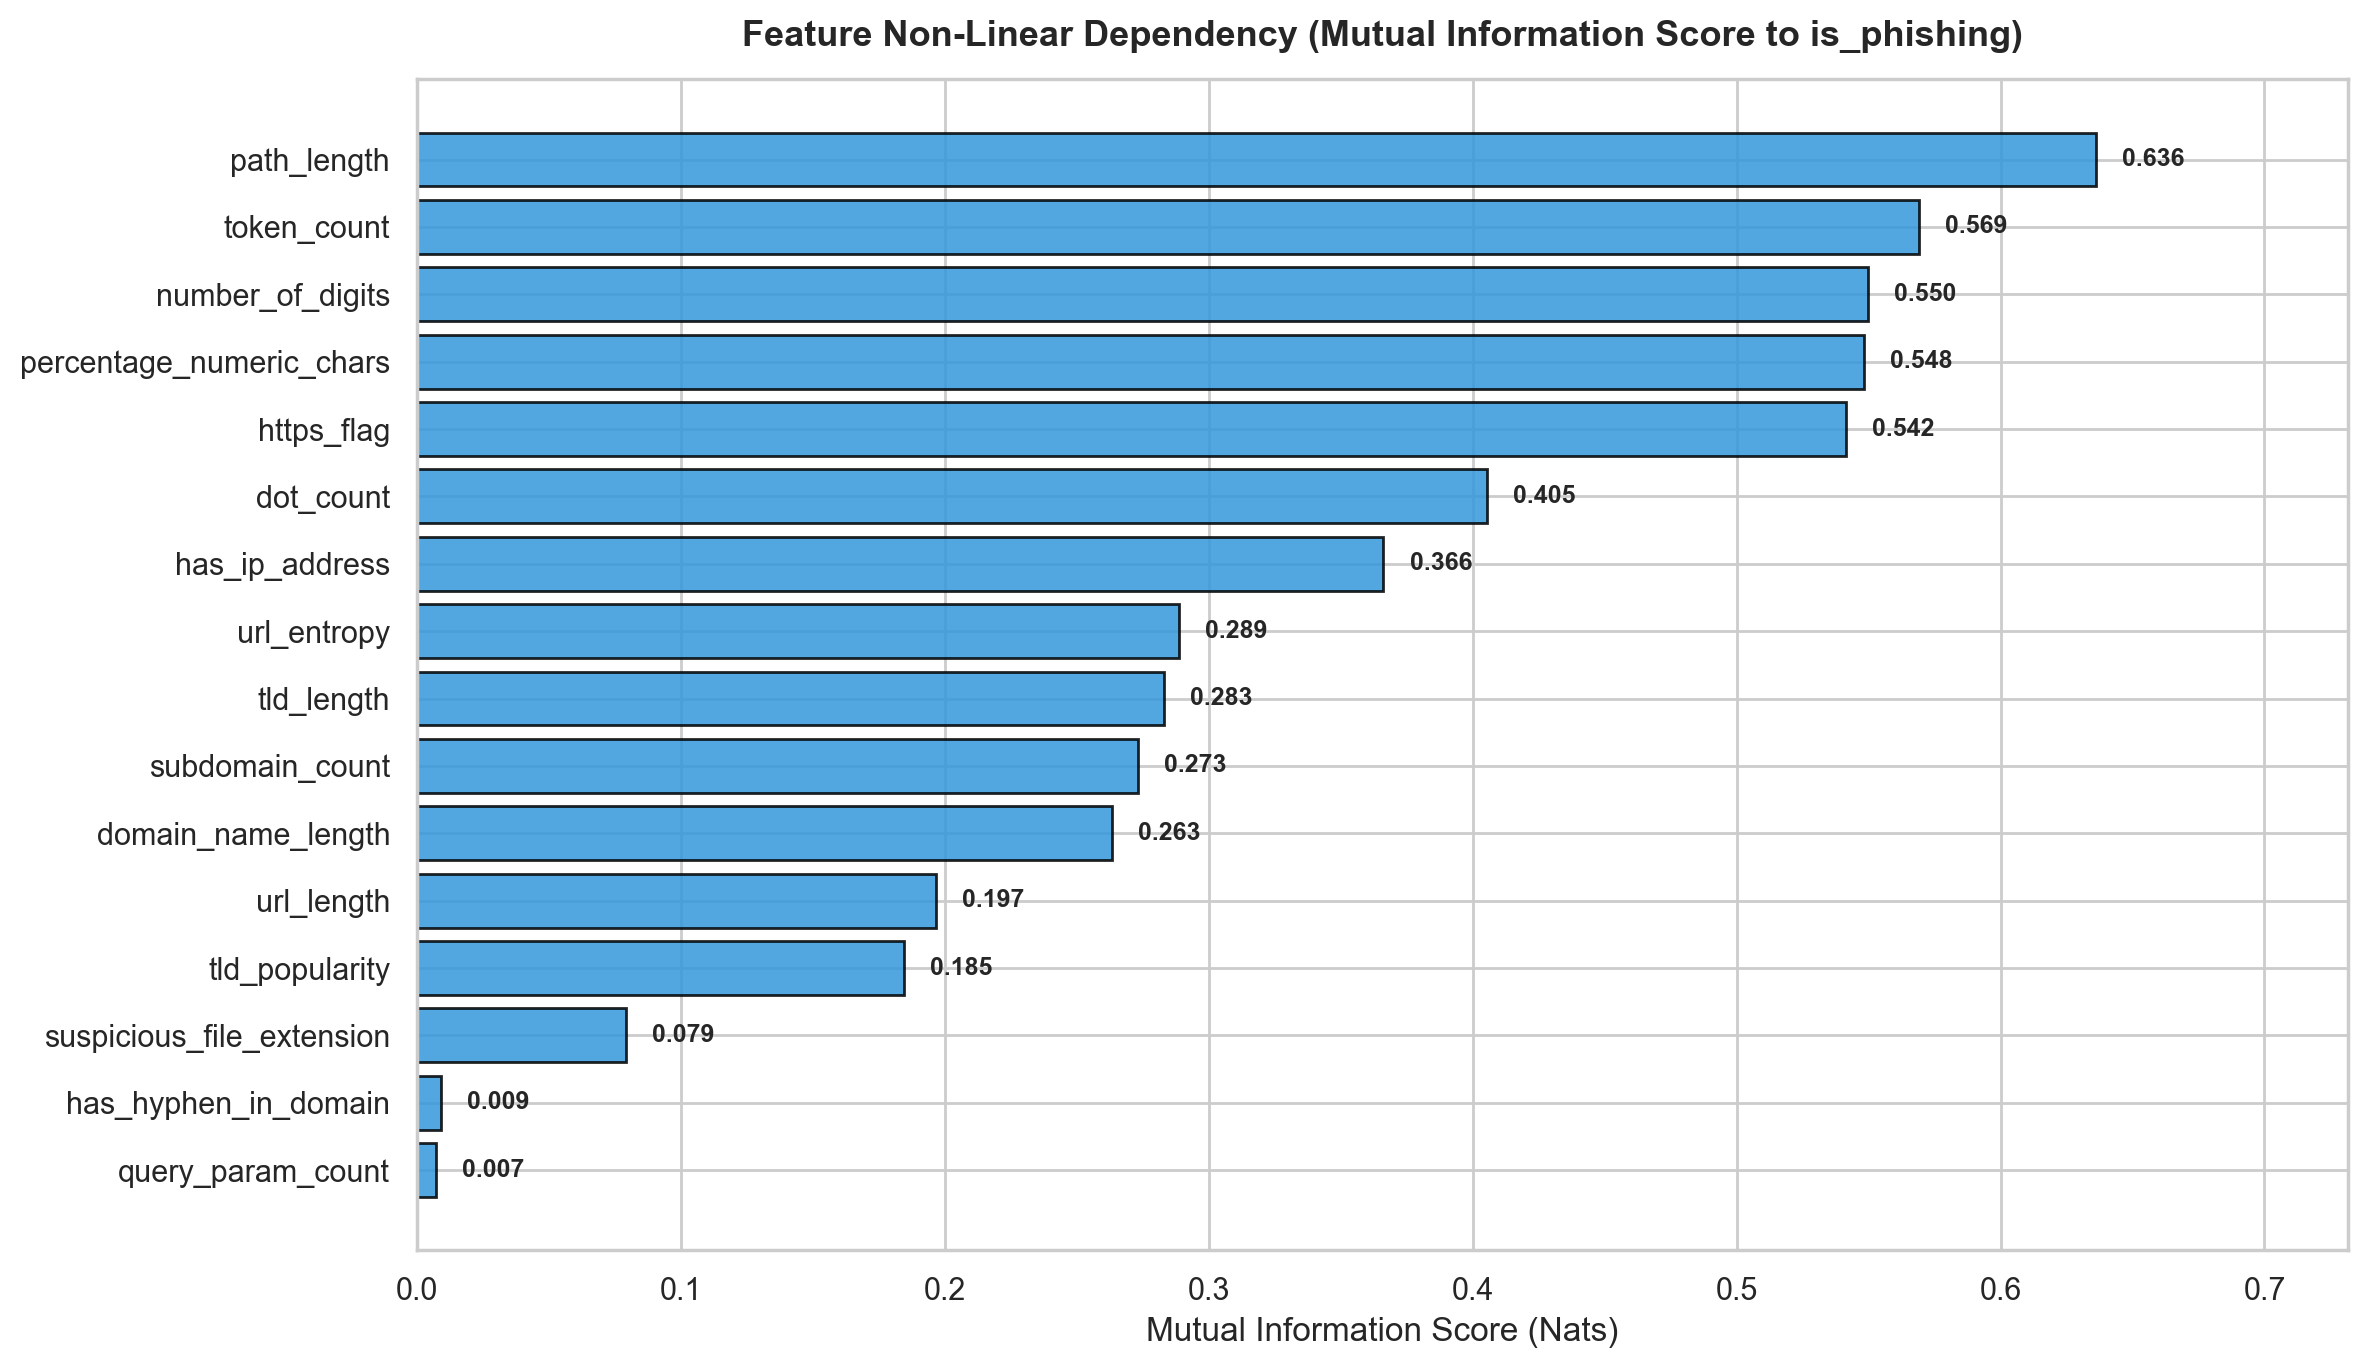 Feature Non-Linear Dependency (Mutual Information Score to is_phishing)
path_length 0.636
token_count 0.569
number_of_digits 0.550
percentage_numeric_chars 0.548
https_flag 0.542
dot_count 0.405
has_ip_address 0.366
url_entropy 0.289
tld_length 0.283
subdomain_count 0.273
domain_name_length 0.263
url_length 0.197
tld_popularity 0.185
suspicious_file_extension 0.079
has_hyphen_in_domain 0.009
query_param_count 0.007
0.0 0.1 0.2 0.3 0.4 0.5 0.6 0.7
Mutual Information Score (Nats)